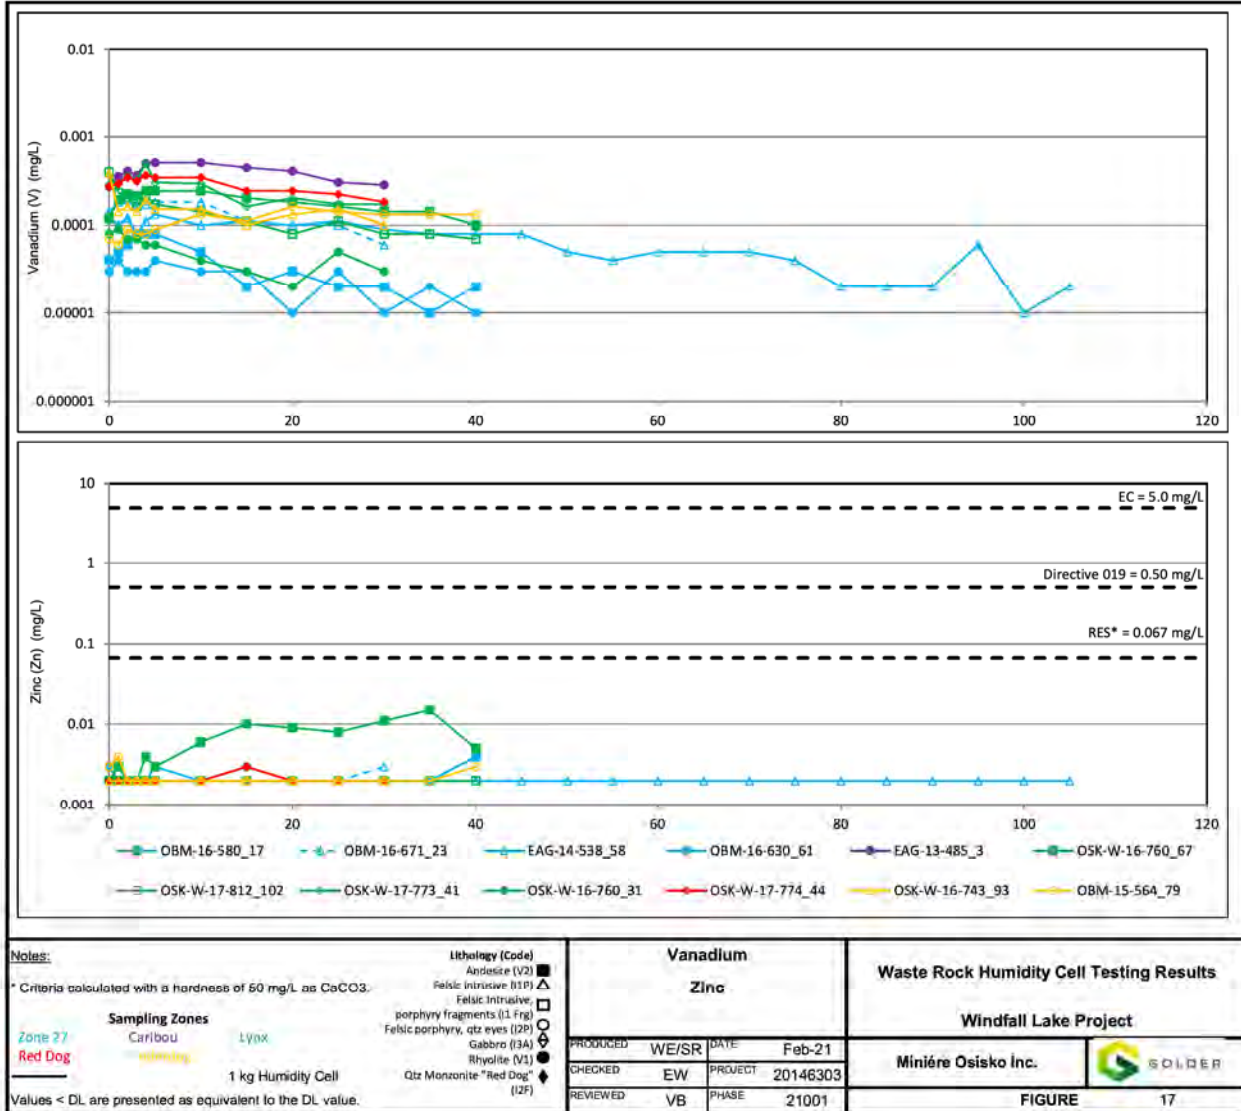 0.01
0.001
0.0001
0.00001
0.000001
Vanadium (V) (mg/L)
0 20 40 60 80 100 120
10
1
0.1
0.01
0.001
Zinc (Zn) (mg/L)
EC = 5.0 mg/L
Directive 019 = 0.50 mg/L
RES* = 0.067 mg/L
0 20 40 60 80 100 120
OBM-16-580_17 OBM-16-671_23 EAG-14-538_58 OBM-16-630_61 EAG-13-485_3 OSK-W-16-760_67
OSK-W-17-812_102 OSK-W-17-773_41 OSK-W-16-760_31 OSK-W-17-774_44 OSK-W-16-743_93 OBM-15-564_79
Notes:
* Criteria calculated with a hardness of 50 mg/L as CaCO3.
Sampling Zones
Zone 27 Caribou Lynx
Red Dog
1 kg Humidity Cell
Values < DL are presented as equivalent to the DL value.
Lithology (Code)
Andesite (V2)
Felsic Intrusive (I1P)
Felsic Intrusive,
porphyry fragments (I1 Frg)
Felsic porphyry, qtz eyes (I2P)
Gabbro (I3A)
Rhyolite (V1)
Qtz Monzonite "Red Dog"
(I2F)
Vanadium
Zinc
PRODUCED WE/SR DATE Feb-21
CHECKED EW PROJECT 20146303
REVIEWED VB PHASE 21001
Waste Rock Humidity Cell Testing Results
Windfall Lake Project
Miniére Osisko Inc.
GOLDER
FIGURE 17